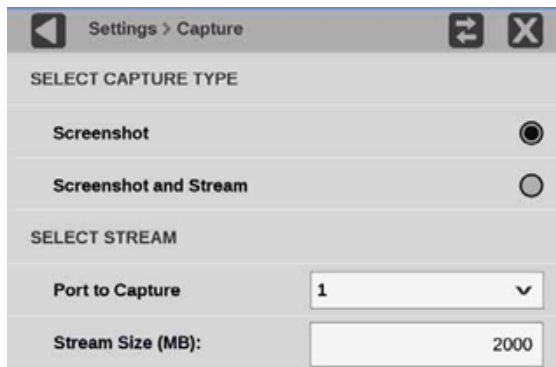 Settings > Capture
SELECT CAPTURE TYPE
Screenshot
Screenshot and Stream
SELECT STREAM
Port to Capture 1
Stream Size (MB): 2000